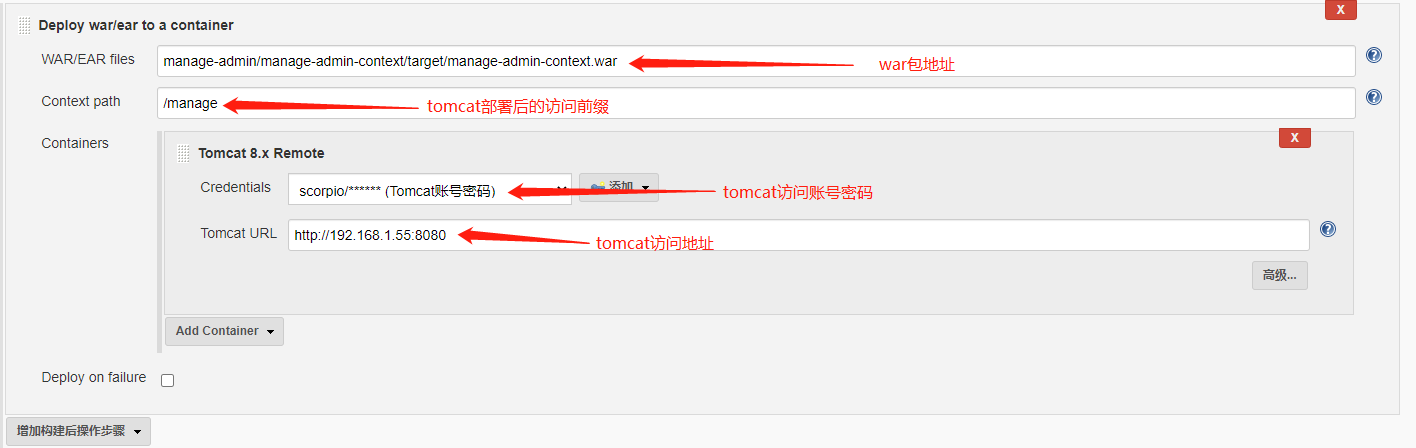 Deploy war/ear to a container
X
WAR/EAR files
manage-admin/manage-admin-context/target/manage-admin-context.war
war包地址
?
Context path
/manage
tomcat部署后的访问前缀
?
Containers
Tomcat 8.x Remote
X
Credentials
scorpio/****** (Tomcat账号密码)
添加
tomcat访问账号密码
Tomcat URL
http://192.168.1.55:8080
tomcat访问地址
?
高级...
Add Container
Deploy on failure
增加构建后操作步骤